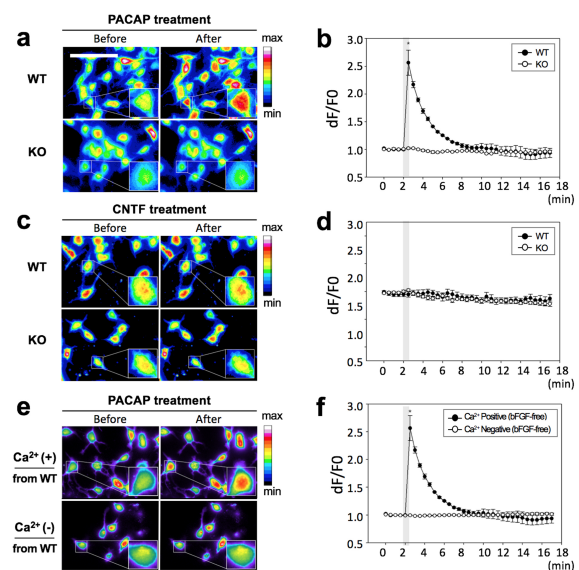 PACAP treatment
a
Before
After
WT
KO
max
min
b
WT
KO
dF/F0
3.0
2.5
2.0
1.5
1.0
0.5
*
0 2 4 6 8 10 12 14 16 18
(min)
CNTF treatment
c
Before
After
WT
KO
max
min
d
WT
KO
dF/F0
3.0
2.5
2.0
1.5
1.0
0.5
0 2 4 6 8 10 12 14 16 18
(min)
PACAP treatment
e
Before
After
Ca²⁺ (+)
from WT
Ca²⁺ (-)
from WT
max
min
f
Ca²⁺ Positive (bFGF-free)
Ca²⁺ Negative (bFGF-free)
dF/F0
3.0
2.5
2.0
1.5
1.0
0.5
*
0 2 4 6 8 10 12 14 16 18
(min)